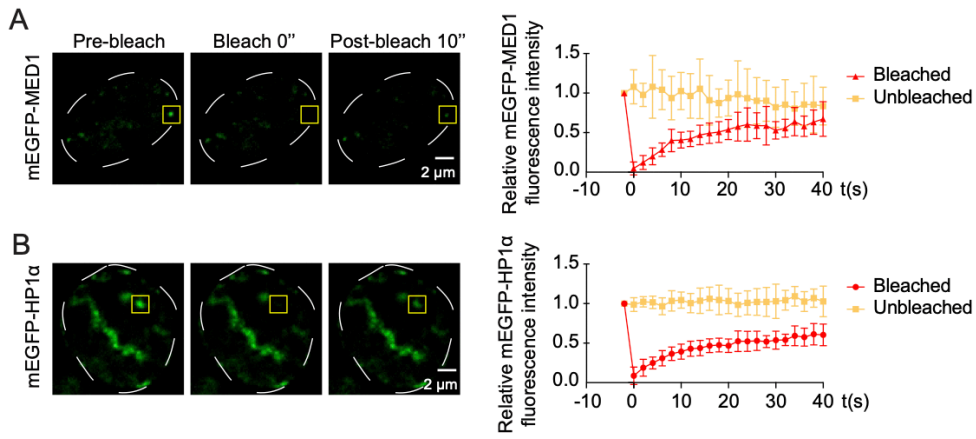 A
Pre-bleach
Bleach 0’’
Post-bleach 10’’
mEGFP-MED1
2 μm
Relative mEGFP-MED1
fluorescence intensity
1.5
1.0
0.5
0.0
-10
0
10
20
30
40
t(s)
Bleached
Unbleached
B
mEGFP-HP1α
2 μm
Relative mEGFP-HP1α
fluorescence intensity
1.5
1.0
0.5
0.0
-10
0
10
20
30
40
t(s)
Bleached
Unbleached